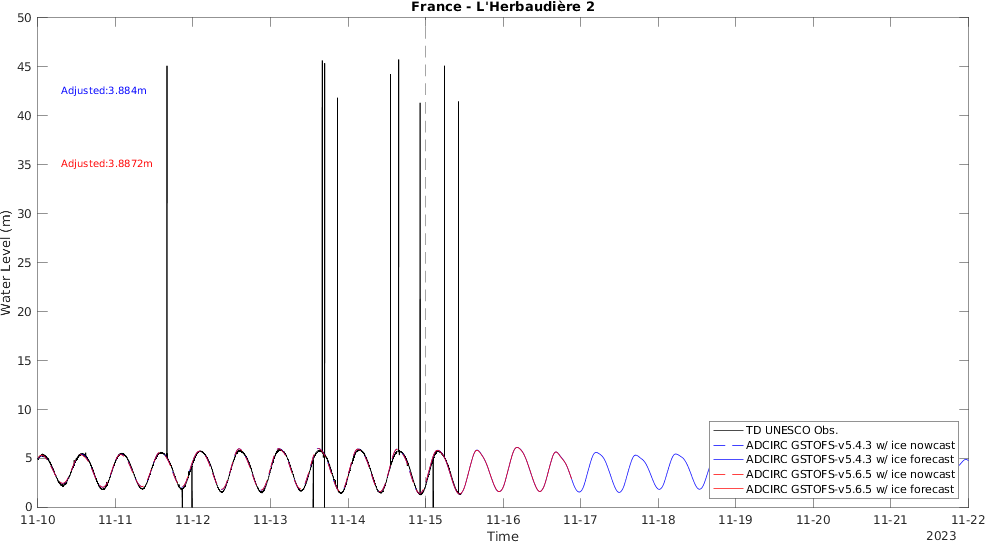 France - L'Herbaudière 2
50
45
40
35
30
25
20
15
10
5
0
Water Level (m)
Adjusted:3.884m
Adjusted:3.8872m
TD UNESCO Obs.
ADCIRC GSTOFS-v5.4.3 w/ ice nowcast
ADCIRC GSTOFS-v5.4.3 w/ ice forecast
ADCIRC GSTOFS-v5.6.5 w/ ice nowcast
ADCIRC GSTOFS-v5.6.5 w/ ice forecast
11-10 11-11 11-12 11-13 11-14 11-15 11-16 11-17 11-18 11-19 11-20 11-21 11-22
Time
2023